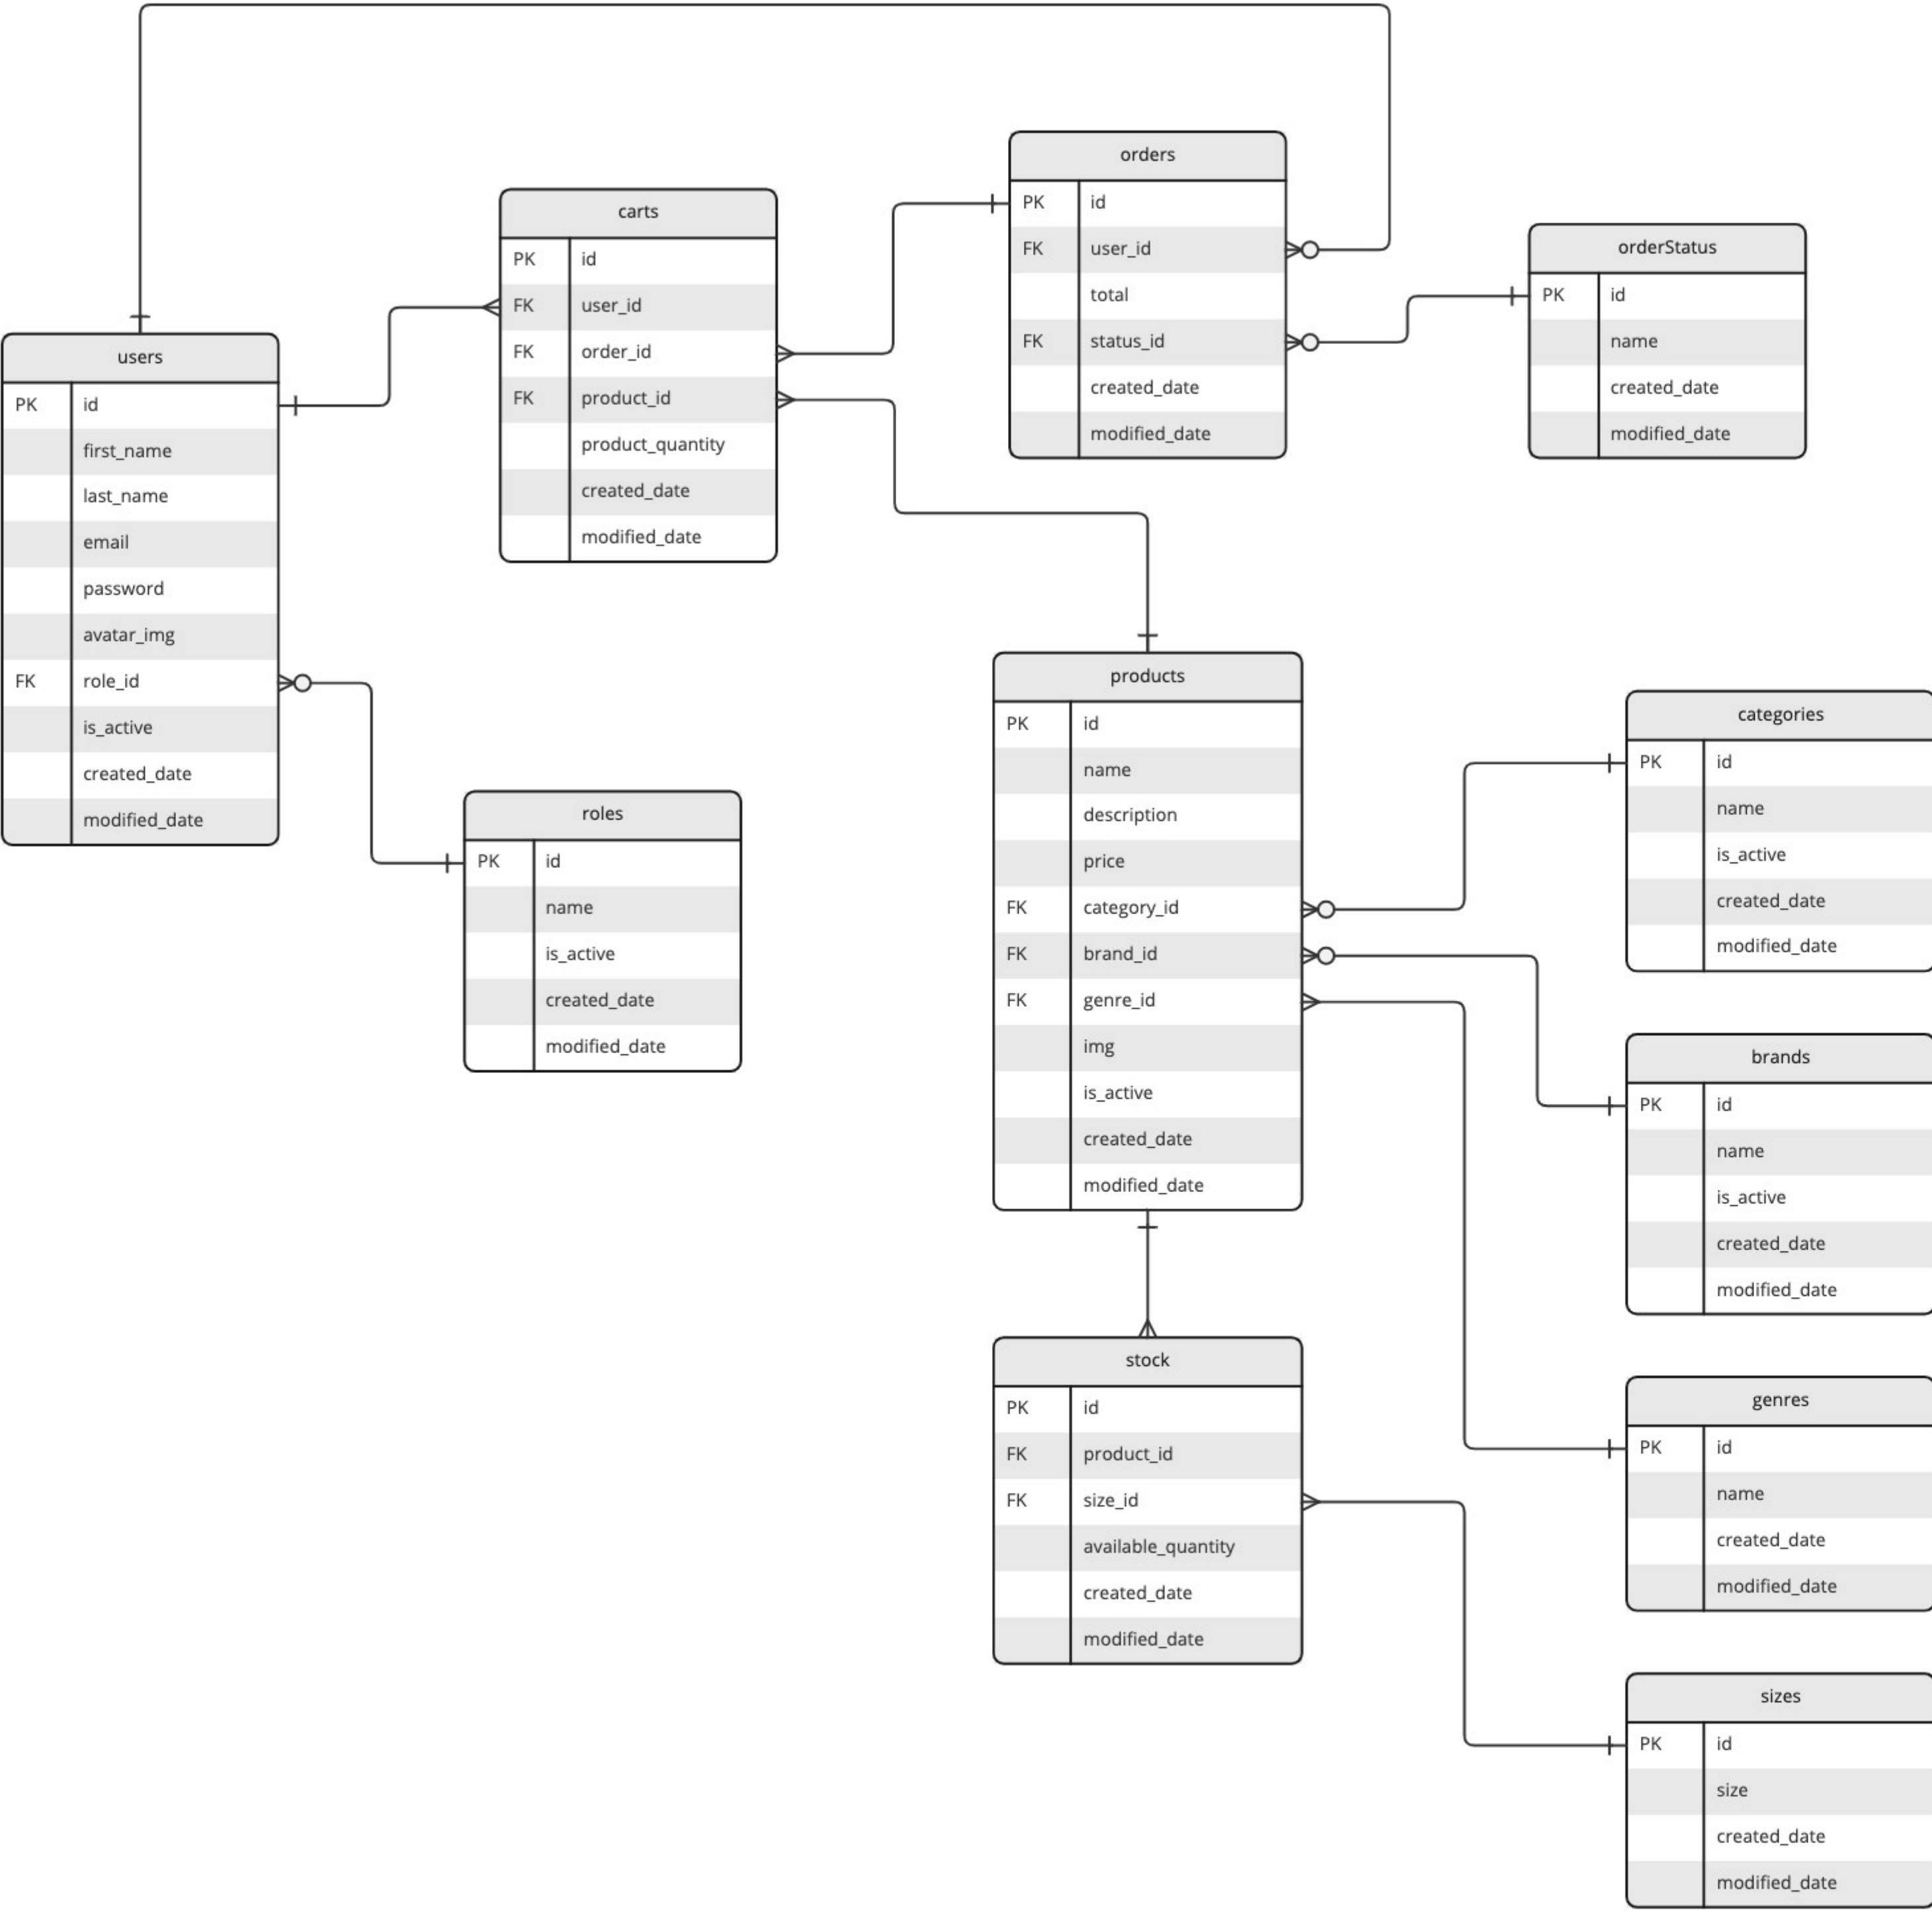 orders
PK id
FK user_id
total
FK status_id
created_date
modified_date
carts
PK id
FK user_id
FK order_id
FK product_id
product_quantity
created_date
modified_date
orderStatus
PK id
name
created_date
modified_date
users
PK id
first_name
last_name
email
password
avatar_img
FK role_id
is_active
created_date
modified_date
roles
PK id
name
is_active
created_date
modified_date
products
PK id
name
description
price
FK category_id
FK brand_id
FK genre_id
img
is_active
created_date
modified_date
categories
PK id
name
is_active
created_date
modified_date
brands
PK id
name
is_active
created_date
modified_date
stock
PK id
FK product_id
FK size_id
available_quantity
created_date
modified_date
genres
PK id
name
created_date
modified_date
sizes
PK id
size
created_date
modified_date